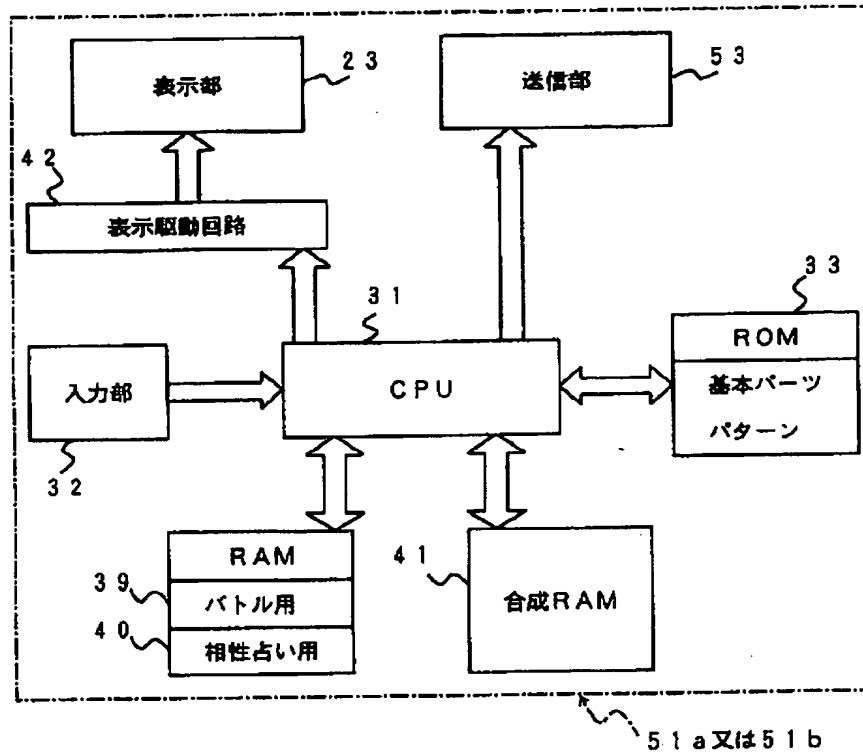 表示部
２３
送信部
５３
４２
表示駆動回路
３１
３３
入力部
３２
ＣＰＵ
ＲＯＭ
基本パーツ
パターン
ＲＡＭ
３９
バトル用
４０
相性占い用
４１
合成ＲＡＭ
５１ａ又は５１ｂ